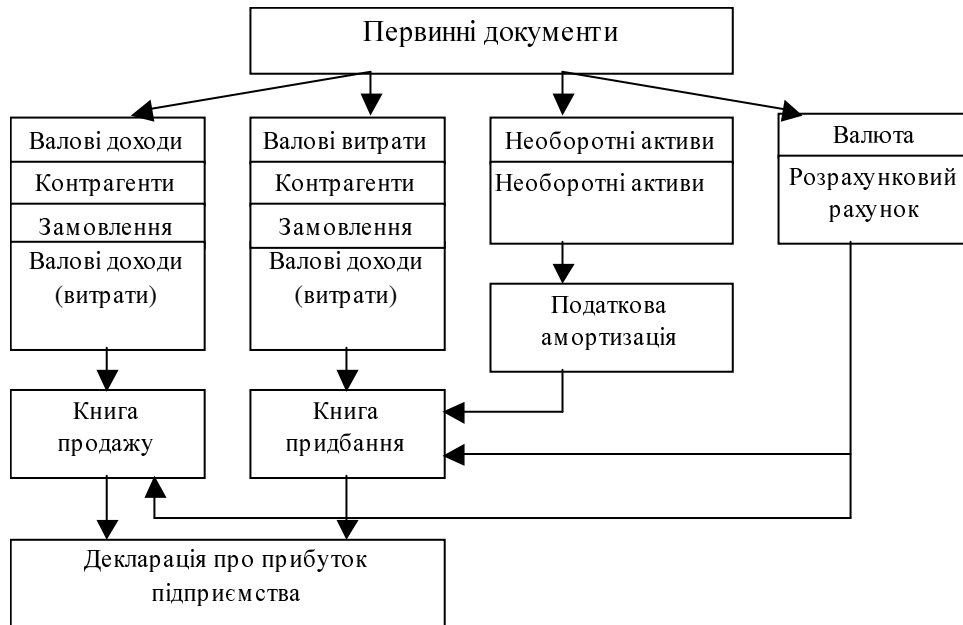 Первинні документи
Валові доходи
Контрагенти
Замовлення
Валові доходи
(витрати)
Валові витрати
Контрагенти
Замовлення
Валові доходи
(витрати)
Необоротні активи
Необоротні активи
Валюта
Розрахунковий
рахунок
Податкова
амортизація
Книга
продажу
Книга
придбання
Декларація про прибуток
підприємства